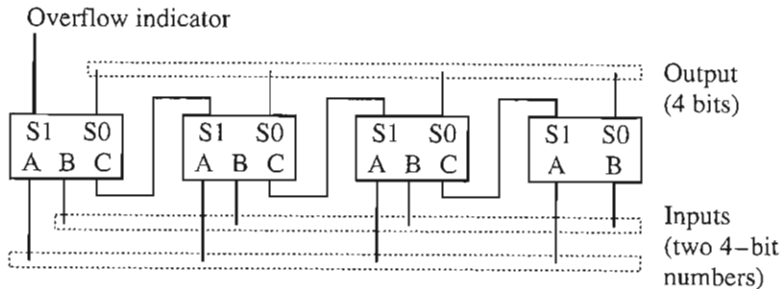 Overflow indicator
Output
(4 bits)
S1 S0
A B C
S1 S0
A B C
S1 S0
A B C
S1 S0
A B
Inputs
(two 4-bit
numbers)